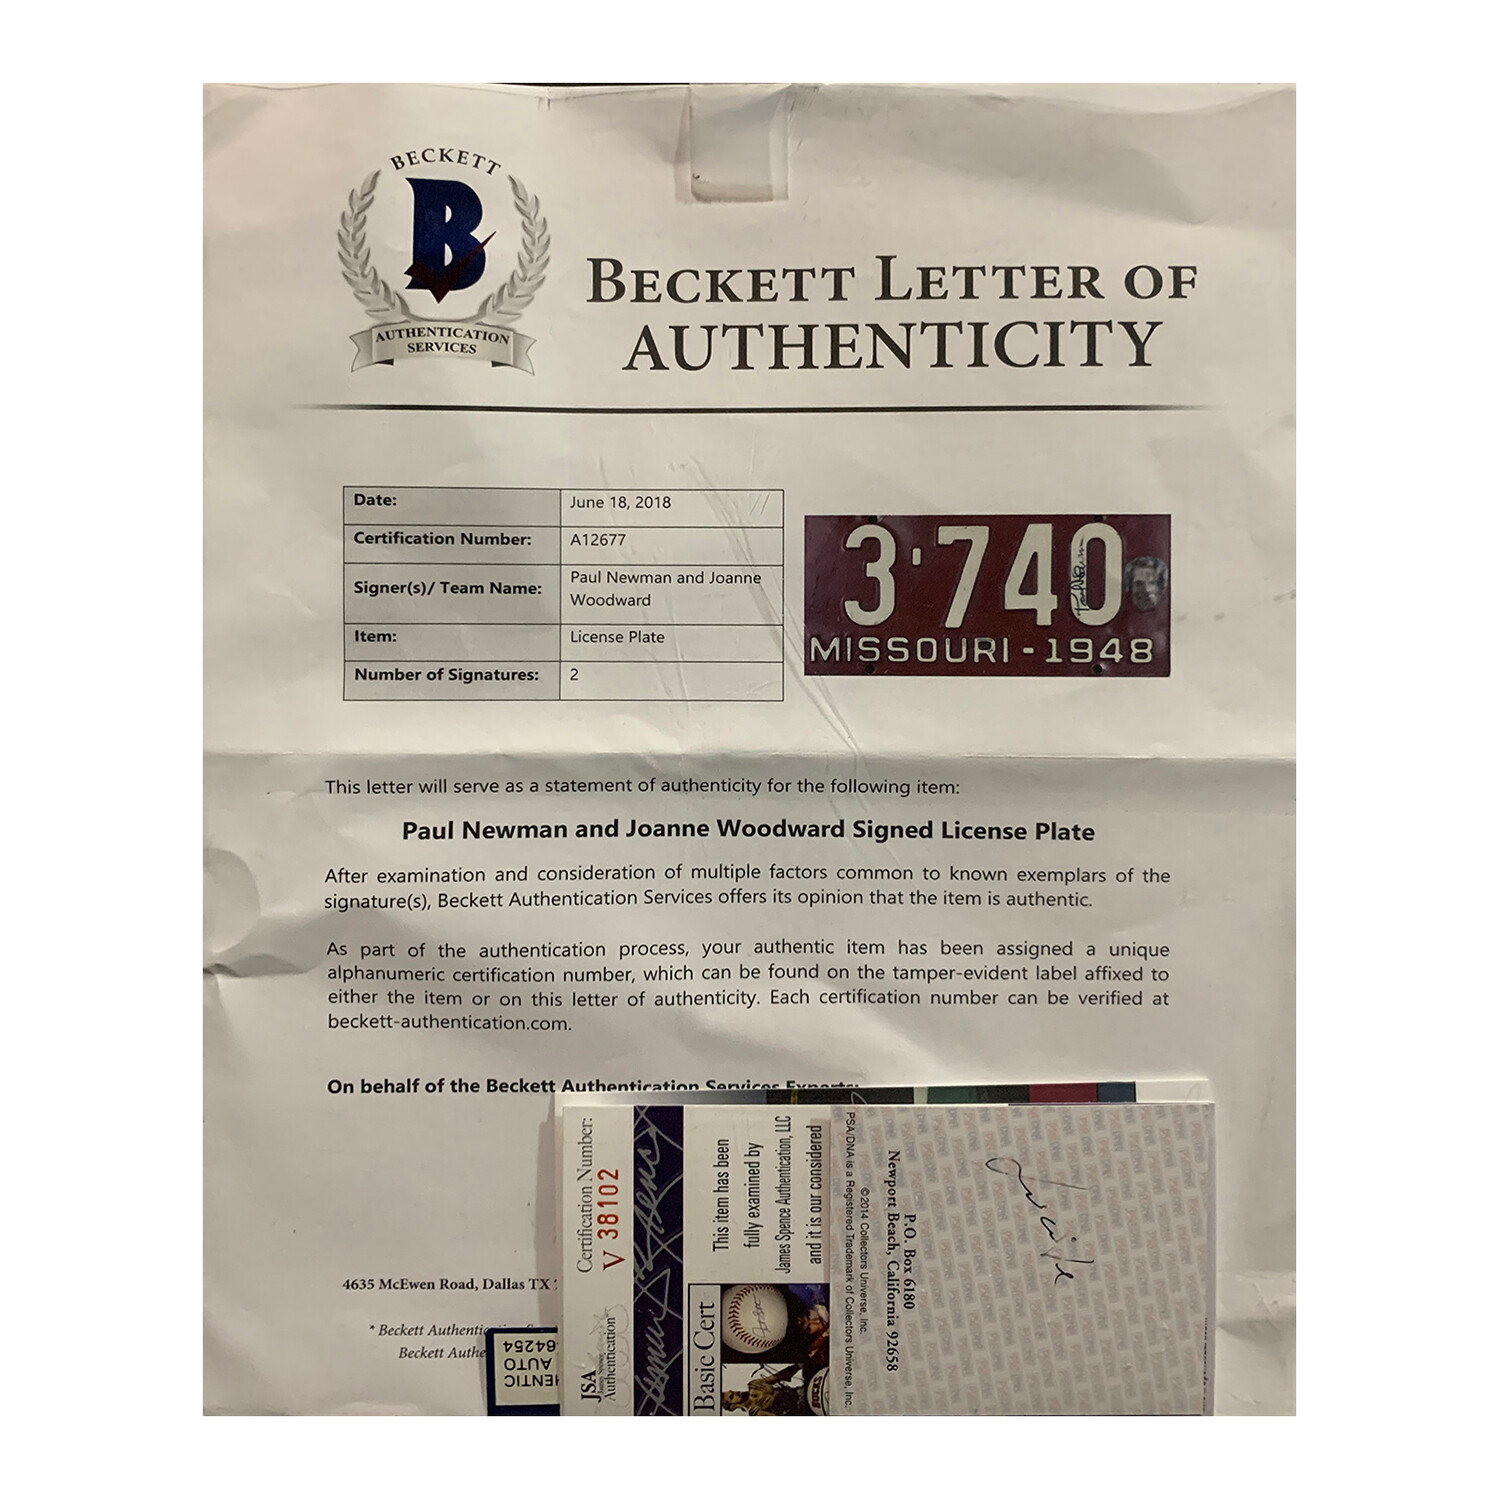 BECKETT
B
AUTHENTICATION
SERVICES
BECKETT LETTER OF
AUTHENTICITY
Date: June 18, 2018
Certification Number: A12677
Signer(s)/ Team Name: Paul Newman and Joanne
Woodward
Item: License Plate
Number of Signatures: 2
3·740
Paul Newman
MISSOURI - 1948
This letter will serve as a statement of authenticity for the following item:
Paul Newman and Joanne Woodward Signed License Plate
After examination and consideration of multiple factors common to known exemplars of the
signature(s), Beckett Authentication Services offers its opinion that the item is authentic.
As part of the authentication process, your authentic item has been assigned a unique
alphanumeric certification number, which can be found on the tamper-evident label affixed to
either the item or on this letter of authenticity. Each certification number can be verified at
beckett-authentication.com.
On behalf of the Beckett Authentication Services Experts:
4635 McEwen Road, Dallas TX
* Beckett Authentic
Beckett Authe
64254
AUTO
HENTIC
Certification Number:
V 38102
JSA
James Spence
Authentication
This item has been
fully examined by
James Spence Authentication, LLC
and it is our considered
Basic Cert
PSA/DNA is a Registered Trademark of Collectors Universe, Inc.
©2014 Collectors Universe, Inc.
Newport Beach, California 92658
P.O. Box 6180